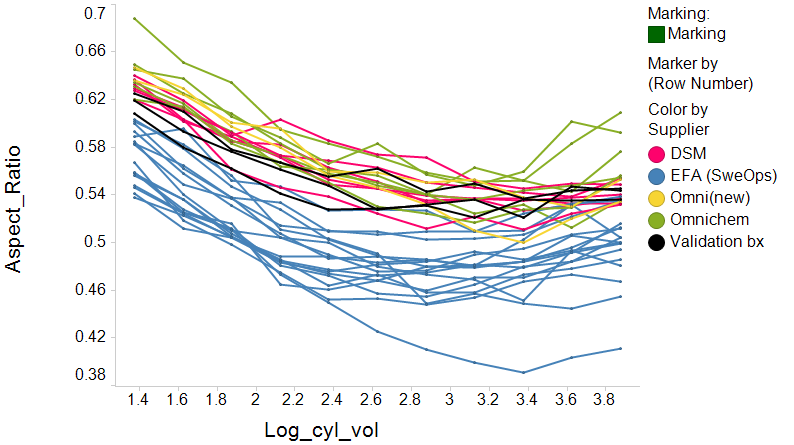 0.7
0.66
0.62
0.58
0.54
0.5
0.46
0.42
0.38
Aspect_Ratio
1.4 1.6 1.8 2 2.2 2.4 2.6 2.8 3 3.2 3.4 3.6 3.8
Log_cyl_vol
Marking:
Marking
Marker by
(Row Number)
Color by
Supplier
DSM
EFA (SweOps)
Omni(new)
Omnichem
Validation bx